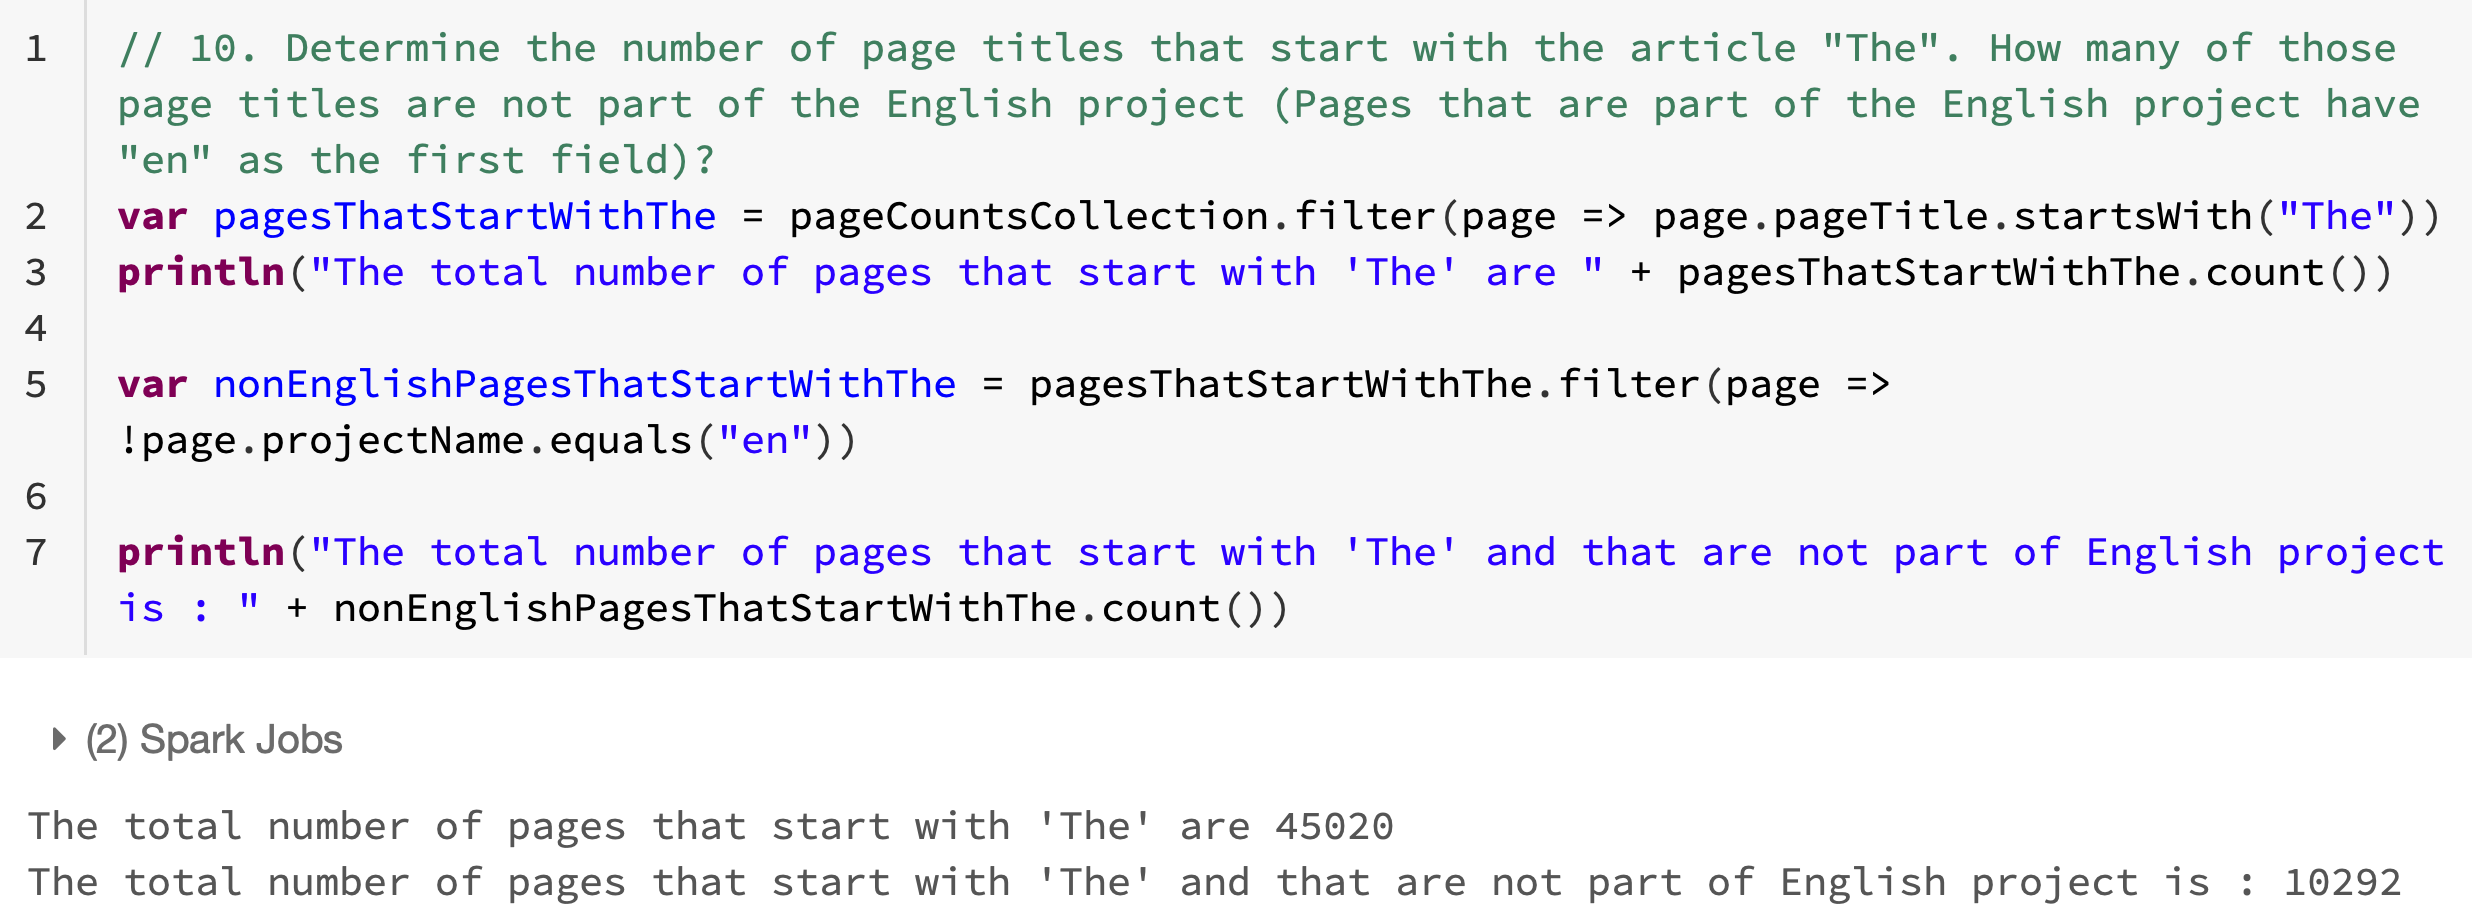 1 // 10. Determine the number of page titles that start with the article "The". How many of those
page titles are not part of the English project (Pages that are part of the English project have
"en" as the first field)?
2 var pagesThatStartWithThe = pageCountsCollection.filter(page => page.pageTitle.startsWith("The"))
3 println("The total number of pages that start with 'The' are " + pagesThatStartWithThe.count())
4
5 var nonEnglishPagesThatStartWithThe = pagesThatStartWithThe.filter(page =>
!page.projectName.equals("en"))
6
7 println("The total number of pages that start with 'The' and that are not part of English project
is : " + nonEnglishPagesThatStartWithThe.count())
(2) Spark Jobs
The total number of pages that start with 'The' are 45020
The total number of pages that start with 'The' and that are not part of English project is : 10292